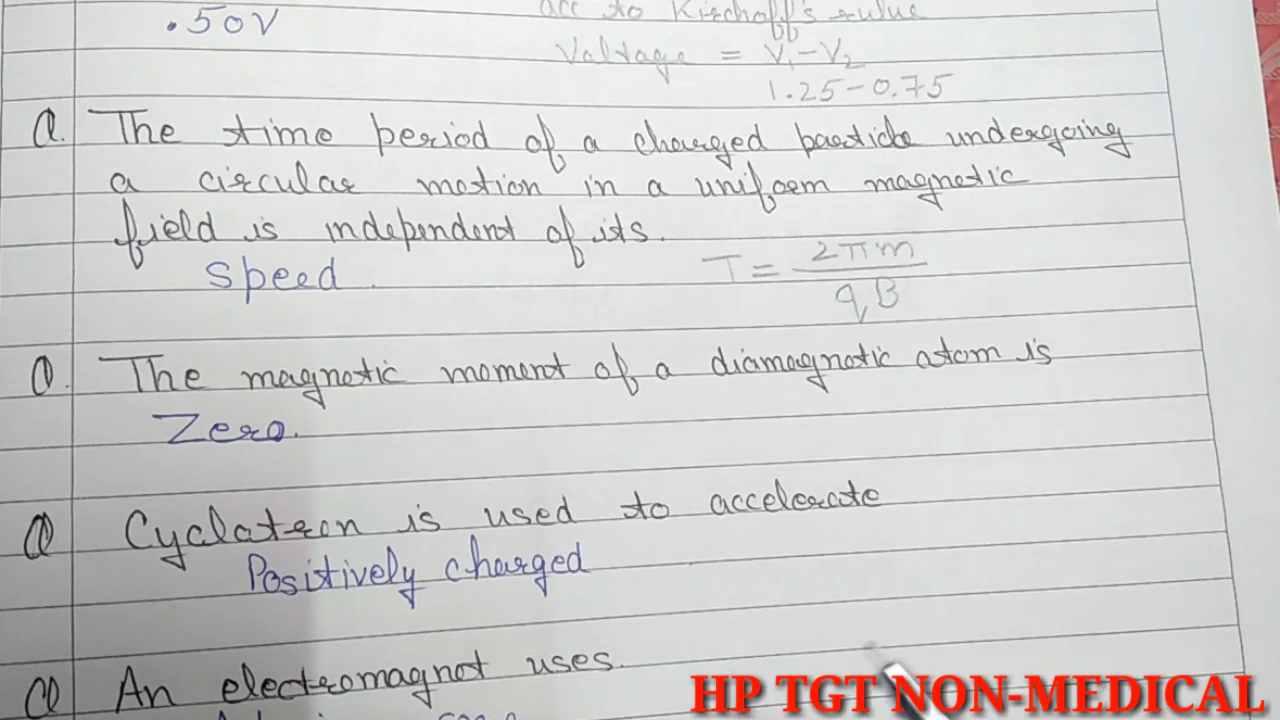 .50V
acc to Kirchoff's rule
Voltage = V₁-V₂
1.25-0.75
Q. The time period of a charged particle undergoing
a circular motion in a uniform magnetic
field is independent of its.
Speed.
T = 2πm / qB
Q. The magnetic moment of a diamagnetic atom is
Zero.
Q Cyclotron is used to accelerate
Positively charged
Q An electromagnet uses.
HP TGT NON-MEDICAL